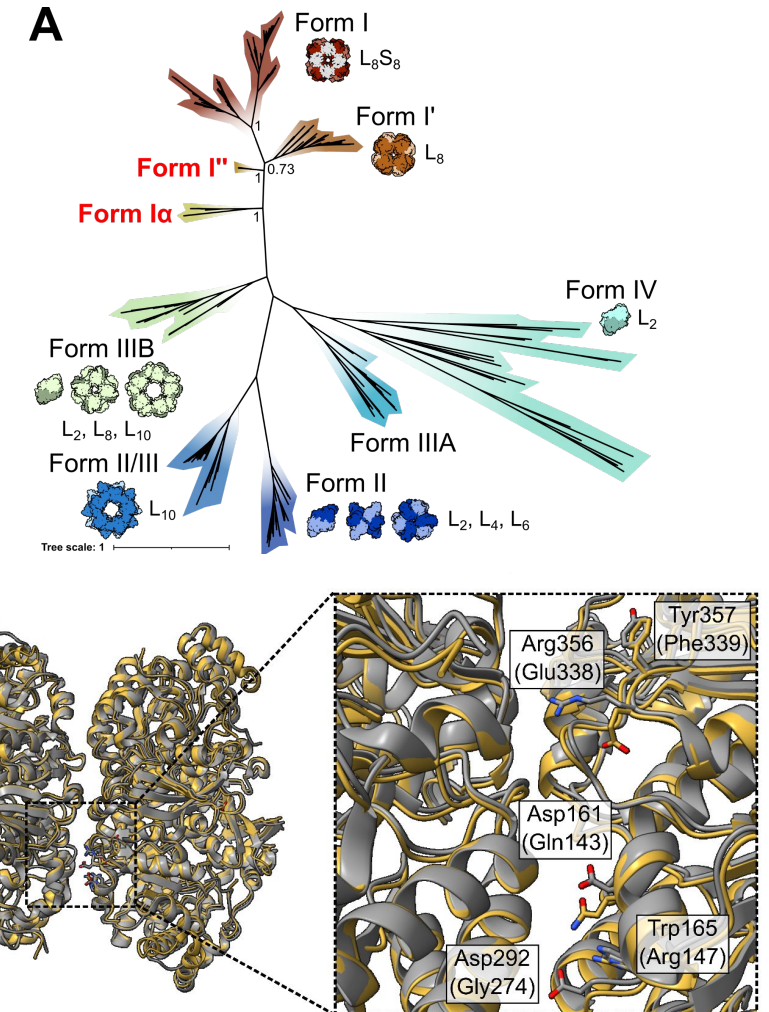 A
Form I
L₈S₈
1
Form I'
L₈
Form I"
0.73
1
Form Iα
1
Form IV
L₂
Form IIIB
L₂, L₈, L₁₀
Form IIIA
Form II/III
L₁₀
Form II
L₂, L₄, L₆
Tree scale: 1
Tyr357
(Phe339)
Arg356
(Glu338)
Asp161
(Gln143)
Trp165
(Arg147)
Asp292
(Gly274)